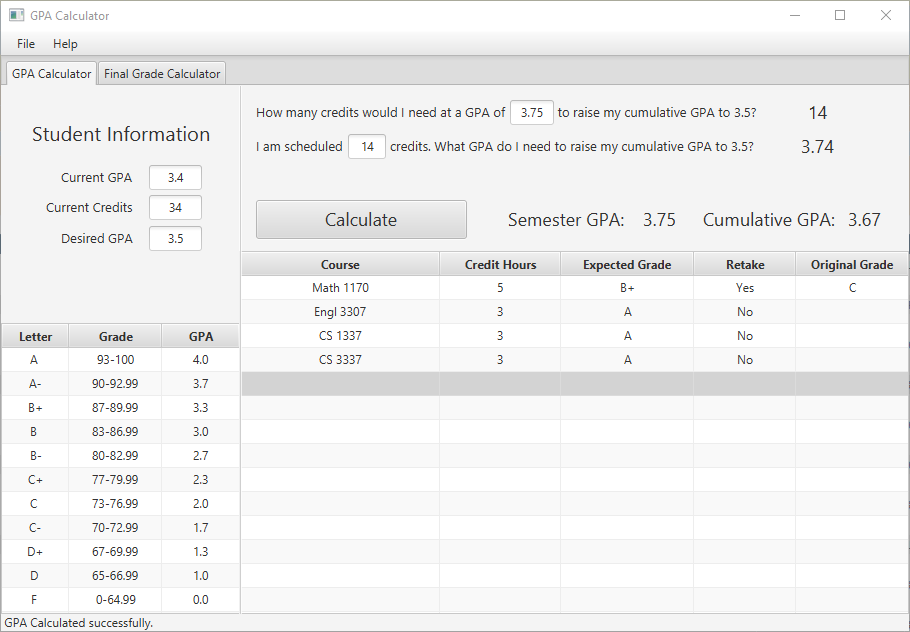 GPA Calculator
File Help
GPA Calculator Final Grade Calculator
Student Information
Current GPA 3.4
Current Credits 34
Desired GPA 3.5
How many credits would I need at a GPA of 3.75 to raise my cumulative GPA to 3.5? 14
I am scheduled 14 credits. What GPA do I need to raise my cumulative GPA to 3.5? 3.74
Calculate Semester GPA: 3.75 Cumulative GPA: 3.67
Course Credit Hours Expected Grade Retake Original Grade
Math 1170 5 B+ Yes C
Engl 3307 3 A No
CS 1337 3 A No
CS 3337 3 A No
Letter Grade GPA
A 93-100 4.0
A- 90-92.99 3.7
B+ 87-89.99 3.3
B 83-86.99 3.0
B- 80-82.99 2.7
C+ 77-79.99 2.3
C 73-76.99 2.0
C- 70-72.99 1.7
D+ 67-69.99 1.3
D 65-66.99 1.0
F 0-64.99 0.0
GPA Calculated successfully.